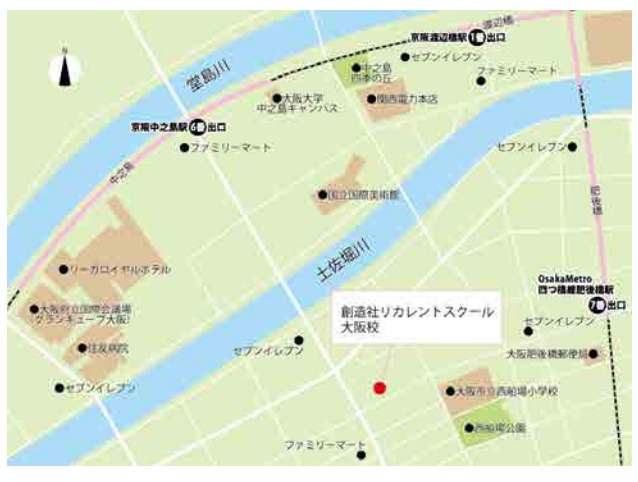 N
堂島川
京阪渡辺橋駅 1番 出口
渡辺橋
セブンイレブン
ファミリーマート
中之島
四季の丘
大阪大学
中之島キャンパス
関西電力本店
京阪中之島駅 6番 出口
ファミリーマート
中之島
セブンイレブン
国立国際美術館
肥後橋
土佐堀川
リーガロイヤルホテル
大阪府立国際会議場
(グランキューブ大阪)
住友病院
セブンイレブン
OsakaMetro
四つ橋線肥後橋駅
7番 出口
創造社リカレントスクール
大阪校
セブンイレブン
セブンイレブン
大阪肥後橋郵便局
大阪市立西船場小学校
西船場公園
ファミリーマート